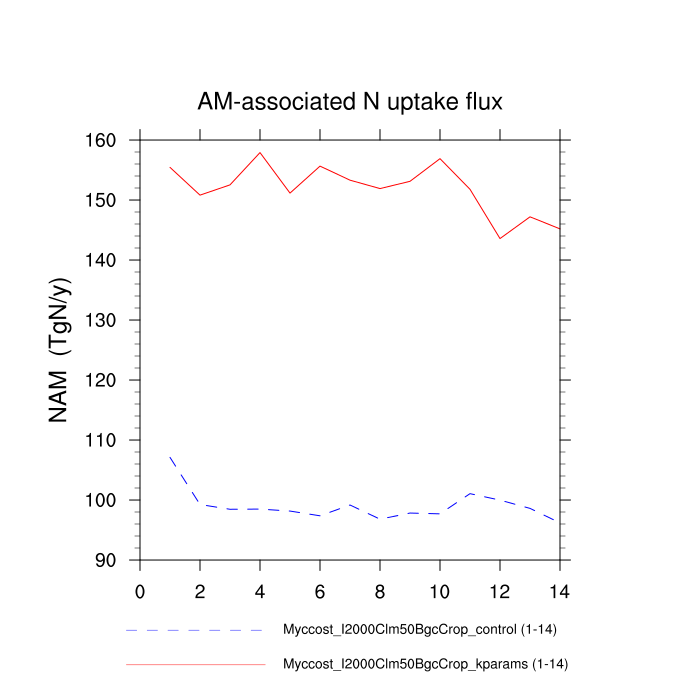 AM-associated N uptake flux
160
150
140
130
120
110
100
90
NAM (TgN/y)
0 2 4 6 8 10 12 14
Myccost_I2000Clm50BgcCrop_control (1-14)
Myccost_I2000Clm50BgcCrop_kparams (1-14)